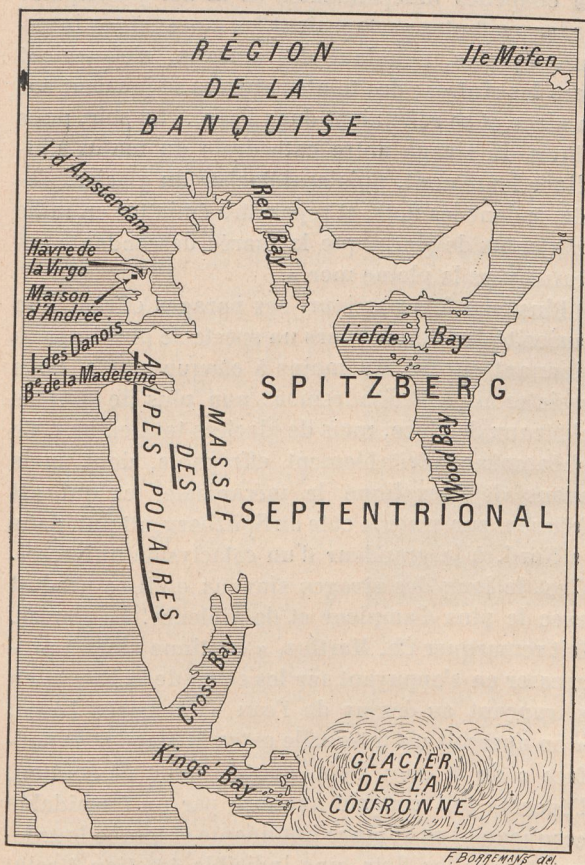 RÉGION
DE LA
BANQUISE
Ile Möfen
I. d'Amsterdam
Red Bay
Hâvre de
la Virgo
Maison
d'Andrée
I. des Danois
Be. de la Madeleine
Liefde Bay
SPITZBERG
Wood Bay
MASSIF
DES
ALPES POLAIRES
SEPTENTRIONAL
Cross Bay
Kings' Bay
GLACIER
DE LA
COURONNE
F. BORREMANS del.